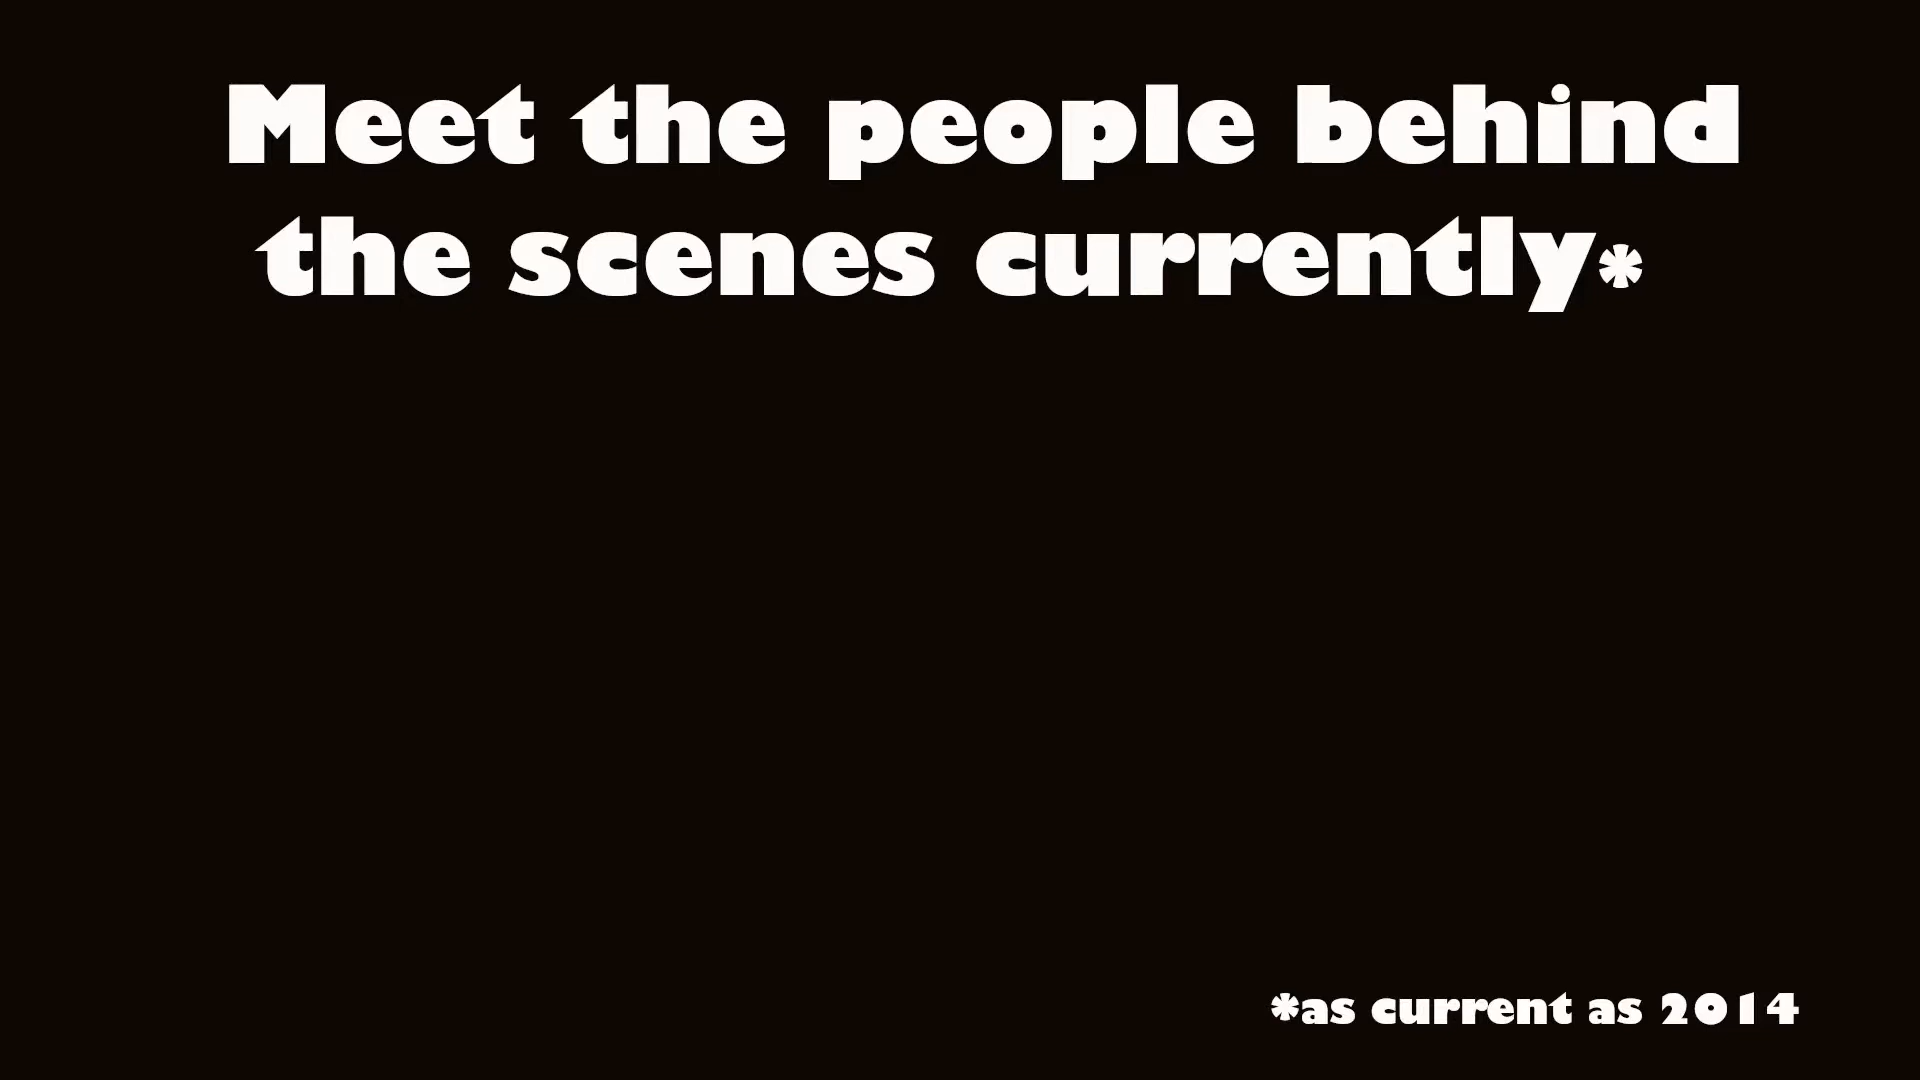 Meet the people behind
the scenes currently*
*as current as 2014